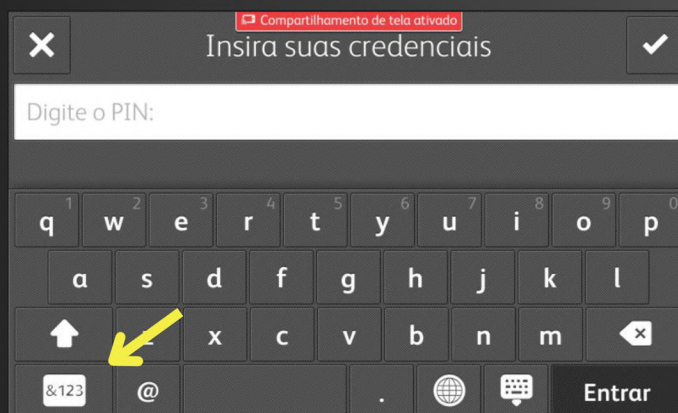 Compartilhamento de tela ativado
Insira suas credenciais
Digite o PIN:
1 2 3 4 5 6 7 8 9 0
q w e r t y u i o p
a s d f g h j k l
z x c v b n m
&123 @ . Entrar